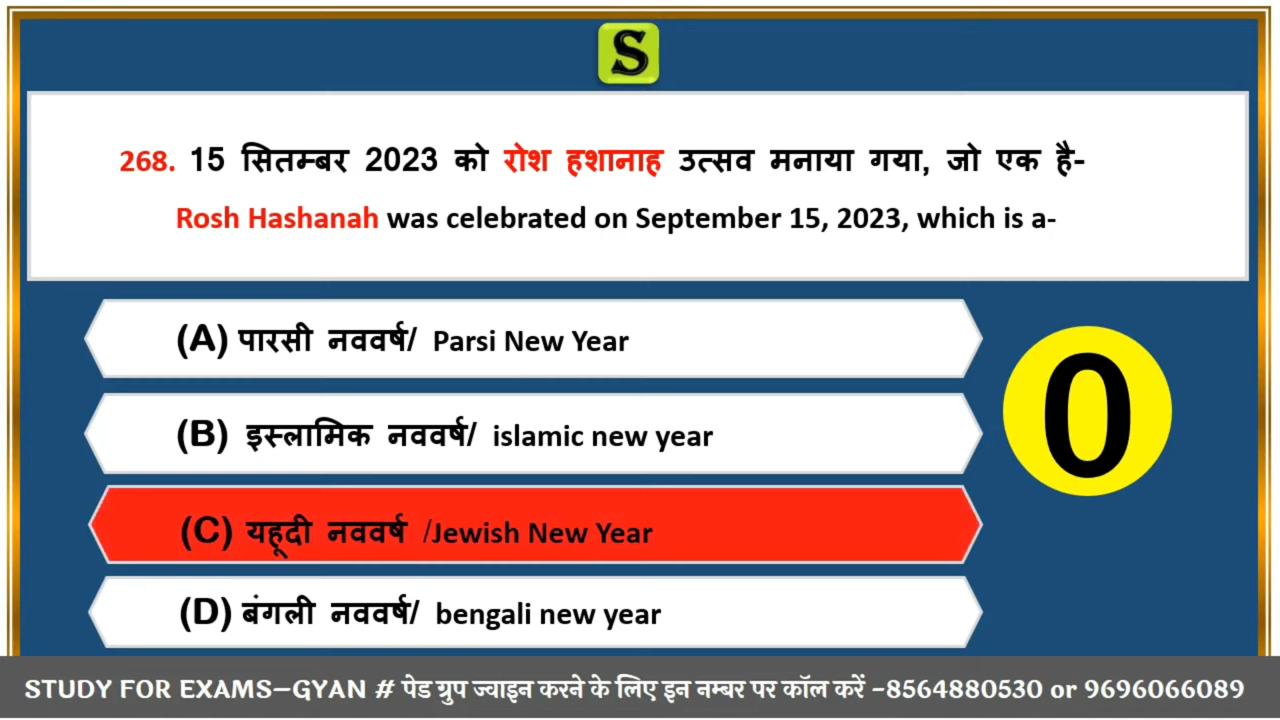 S
268. 15 सितम्बर 2023 को रोश हशानाह उत्सव मनाया गया, जो एक है-
Rosh Hashanah was celebrated on September 15, 2023, which is a-
(A) पारसी नववर्ष/ Parsi New Year
(B) इस्लामिक नववर्ष/ islamic new year
(C) यहूदी नववर्ष /Jewish New Year
(D) बंगली नववर्ष/ bengali new year
0
STUDY FOR EXAMS-GYAN # पेड ग्रुप ज्वाइन करने के लिए इन नम्बर पर कॉल करें -8564880530 or 9696066089